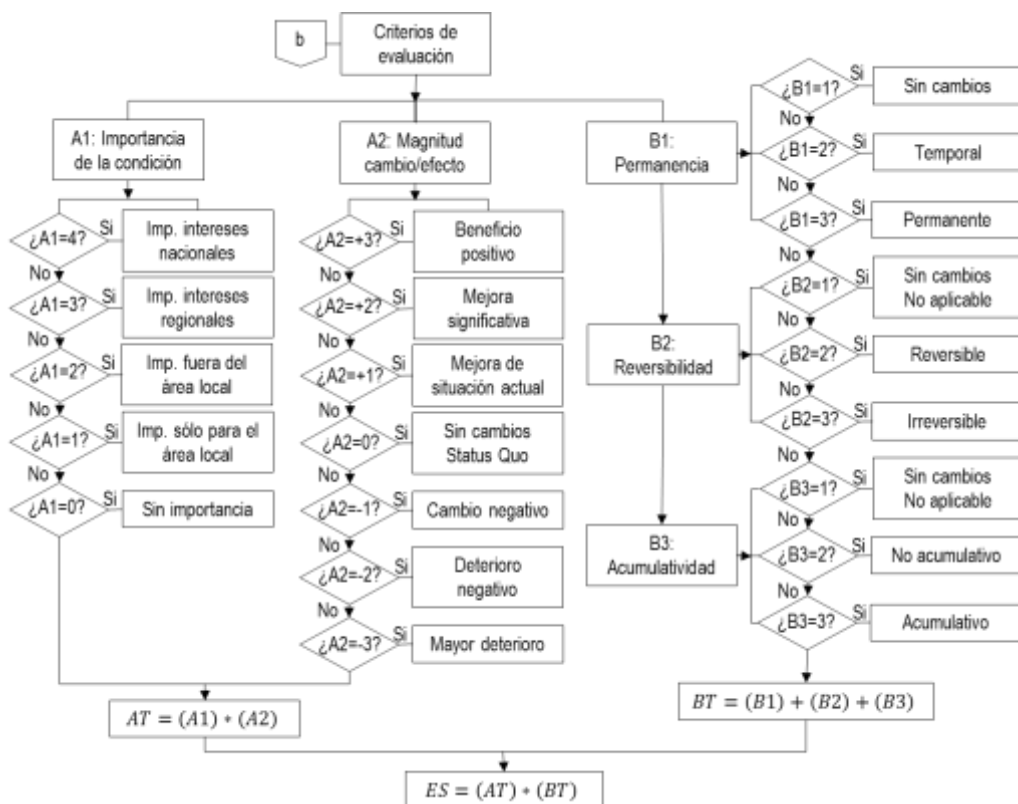 b
Criterios de
evaluación
A1: Importancia
de la condición
¿A1=4?
Si
Imp. intereses
nacionales
No
¿A1=3?
Si
Imp. intereses
regionales
No
¿A1=2?
Si
Imp. fuera del
área local
No
¿A1=1?
Si
Imp. sólo para el
área local
No
¿A1=0?
Si
Sin importancia
A2: Magnitud
cambio/efecto
¿A2=+3?
Si
Beneficio
positivo
No
¿A2=+2?
Si
Mejora
significativa
No
¿A2=+1?
Si
Mejora de
situación actual
No
¿A2=0?
Si
Sin cambios
Status Quo
No
¿A2=-1?
Si
Cambio negativo
No
¿A2=-2?
Si
Deterioro
negativo
No
¿A2=-3?
Si
Mayor deterioro
AT = (A1) * (A2)
B1:
Permanencia
¿B1=1?
Si
Sin cambios
No
¿B1=2?
Si
Temporal
No
¿B1=3?
Si
Permanente
No
B2:
Reversibilidad
¿B2=1?
Si
Sin cambios
No aplicable
No
¿B2=2?
Si
Reversible
No
¿B2=3?
Si
Irreversible
No
B3:
Acumulatividad
¿B3=1?
Si
Sin cambios
No aplicable
No
¿B3=2?
Si
No acumulativo
No
¿B3=3?
Si
Acumulativo
BT = (B1) + (B2) + (B3)
ES = (AT) * (BT)